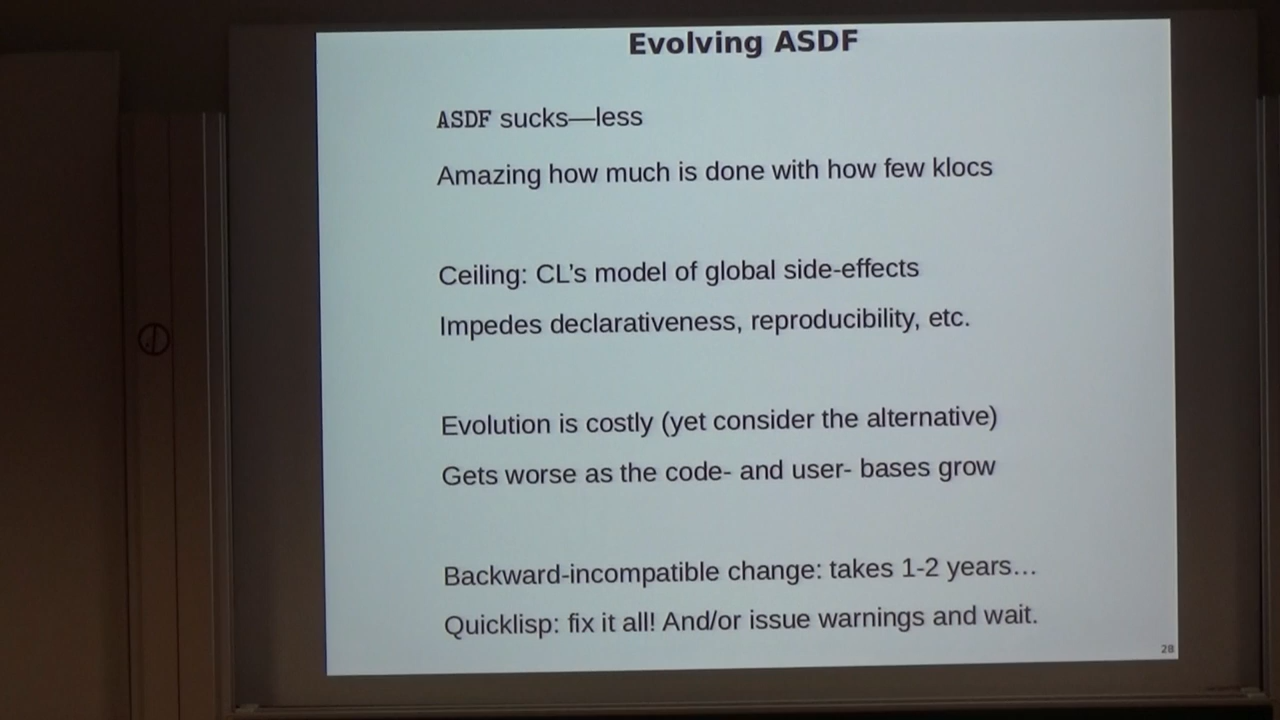 Evolving ASDF
ASDF sucks—less
Amazing how much is done with how few klocs
Ceiling: CL's model of global side-effects
Impedes declarativeness, reproducibility, etc.
Evolution is costly (yet consider the alternative)
Gets worse as the code- and user- bases grow
Backward-incompatible change: takes 1-2 years…
Quicklisp: fix it all! And/or issue warnings and wait.
28